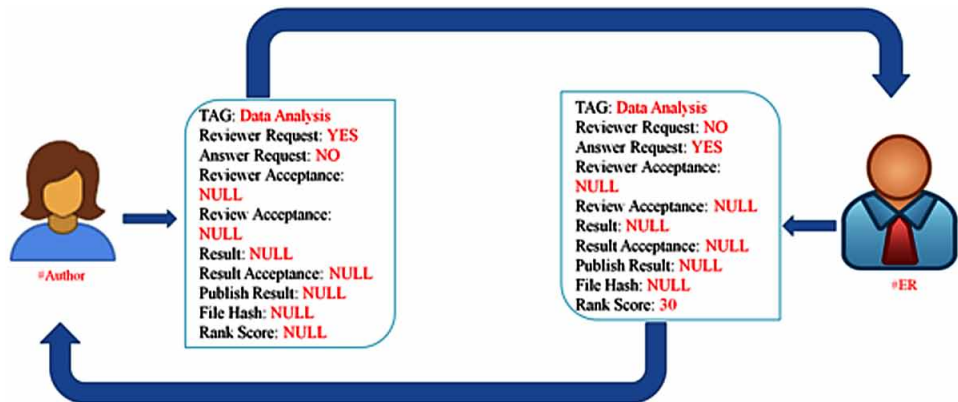 TAG: Data Analysis
Reviewer Request: YES
Answer Request: NO
Reviewer Acceptance:
NULL
Review Acceptance:
NULL
Result: NULL
Result Acceptance: NULL
Publish Result: NULL
File Hash: NULL
Rank Score: NULL
#Author
TAG: Data Analysis
Reviewer Request: NO
Answer Request: YES
Reviewer Acceptance:
NULL
Review Acceptance: NULL
Result: NULL
Result Acceptance: NULL
Publish Result: NULL
File Hash: NULL
Rank Score: 30
#ER